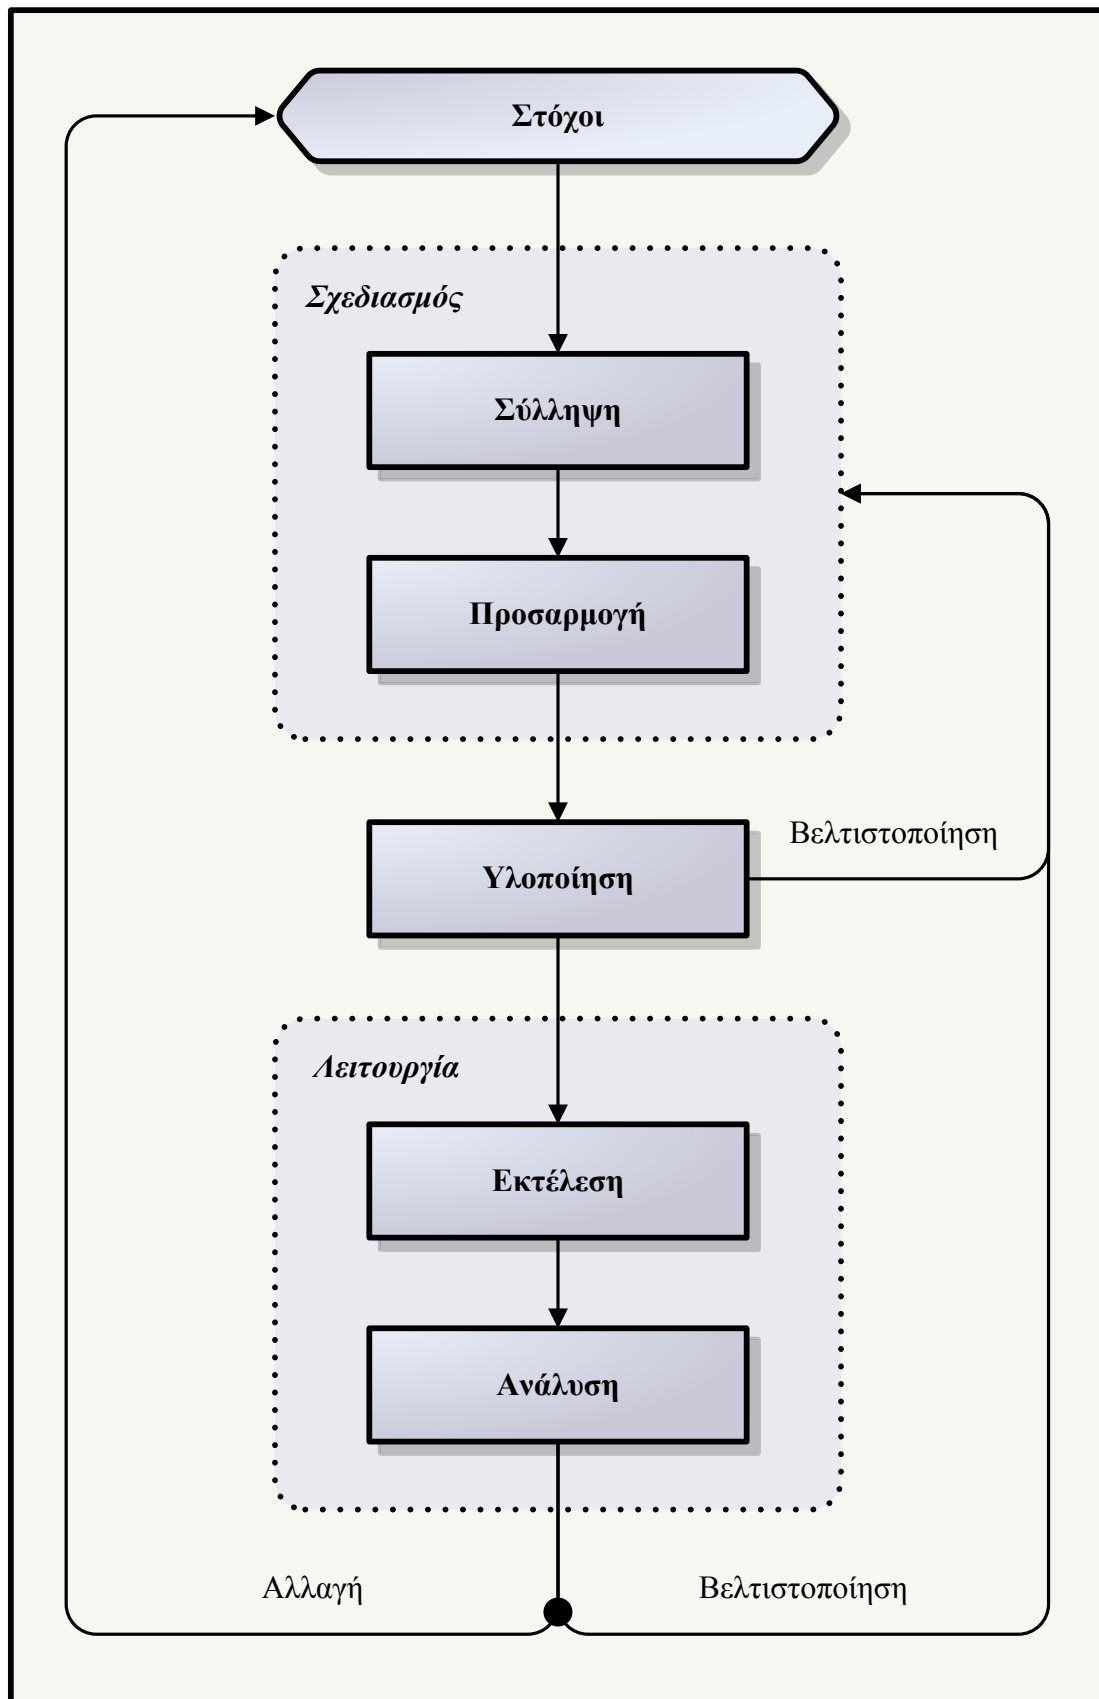 Στόχοι
Σχεδιασμός
Σύλληψη
Προσαρμογή
Βελτιστοποίηση
Υλοποίηση
Λειτουργία
Εκτέλεση
Ανάλυση
Αλλαγή
Βελτιστοποίηση